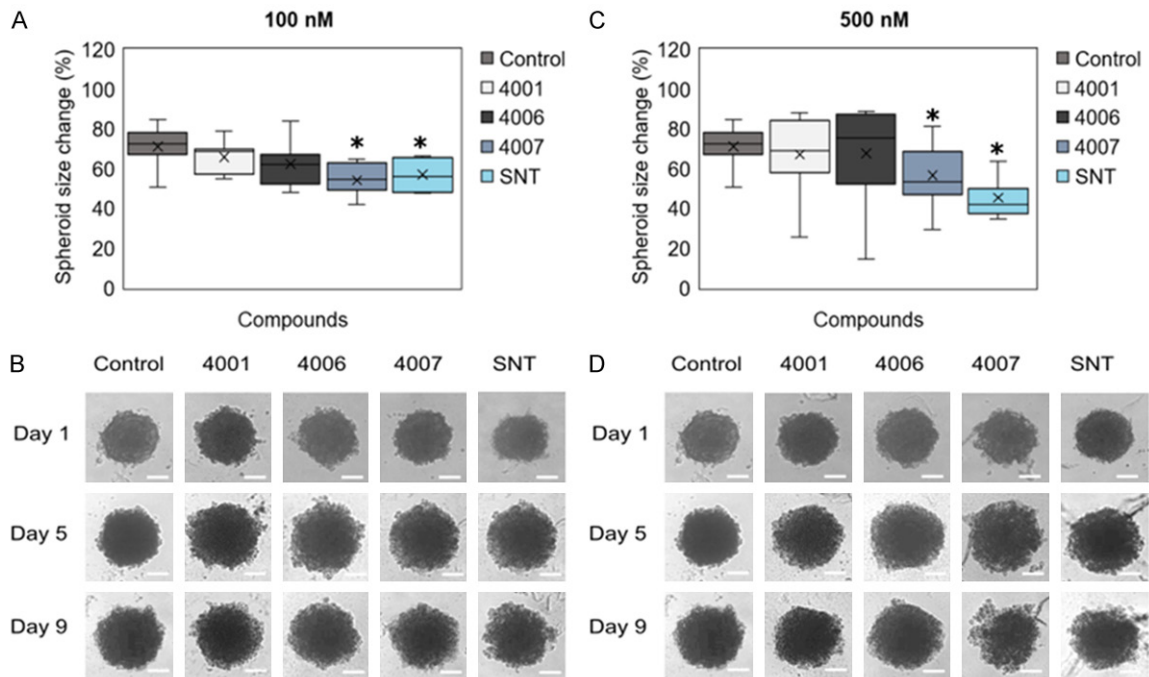 A
100 nM
Spheroid size change (%)
120
100
80
60
40
20
0
*
*
Compounds
Control
4001
4006
4007
SNT
C
500 nM
Spheroid size change (%)
120
100
80
60
40
20
0
*
*
Compounds
Control
4001
4006
4007
SNT
B
Control 4001 4006 4007 SNT
Day 1
Day 5
Day 9
D
Control 4001 4006 4007 SNT
Day 1
Day 5
Day 9